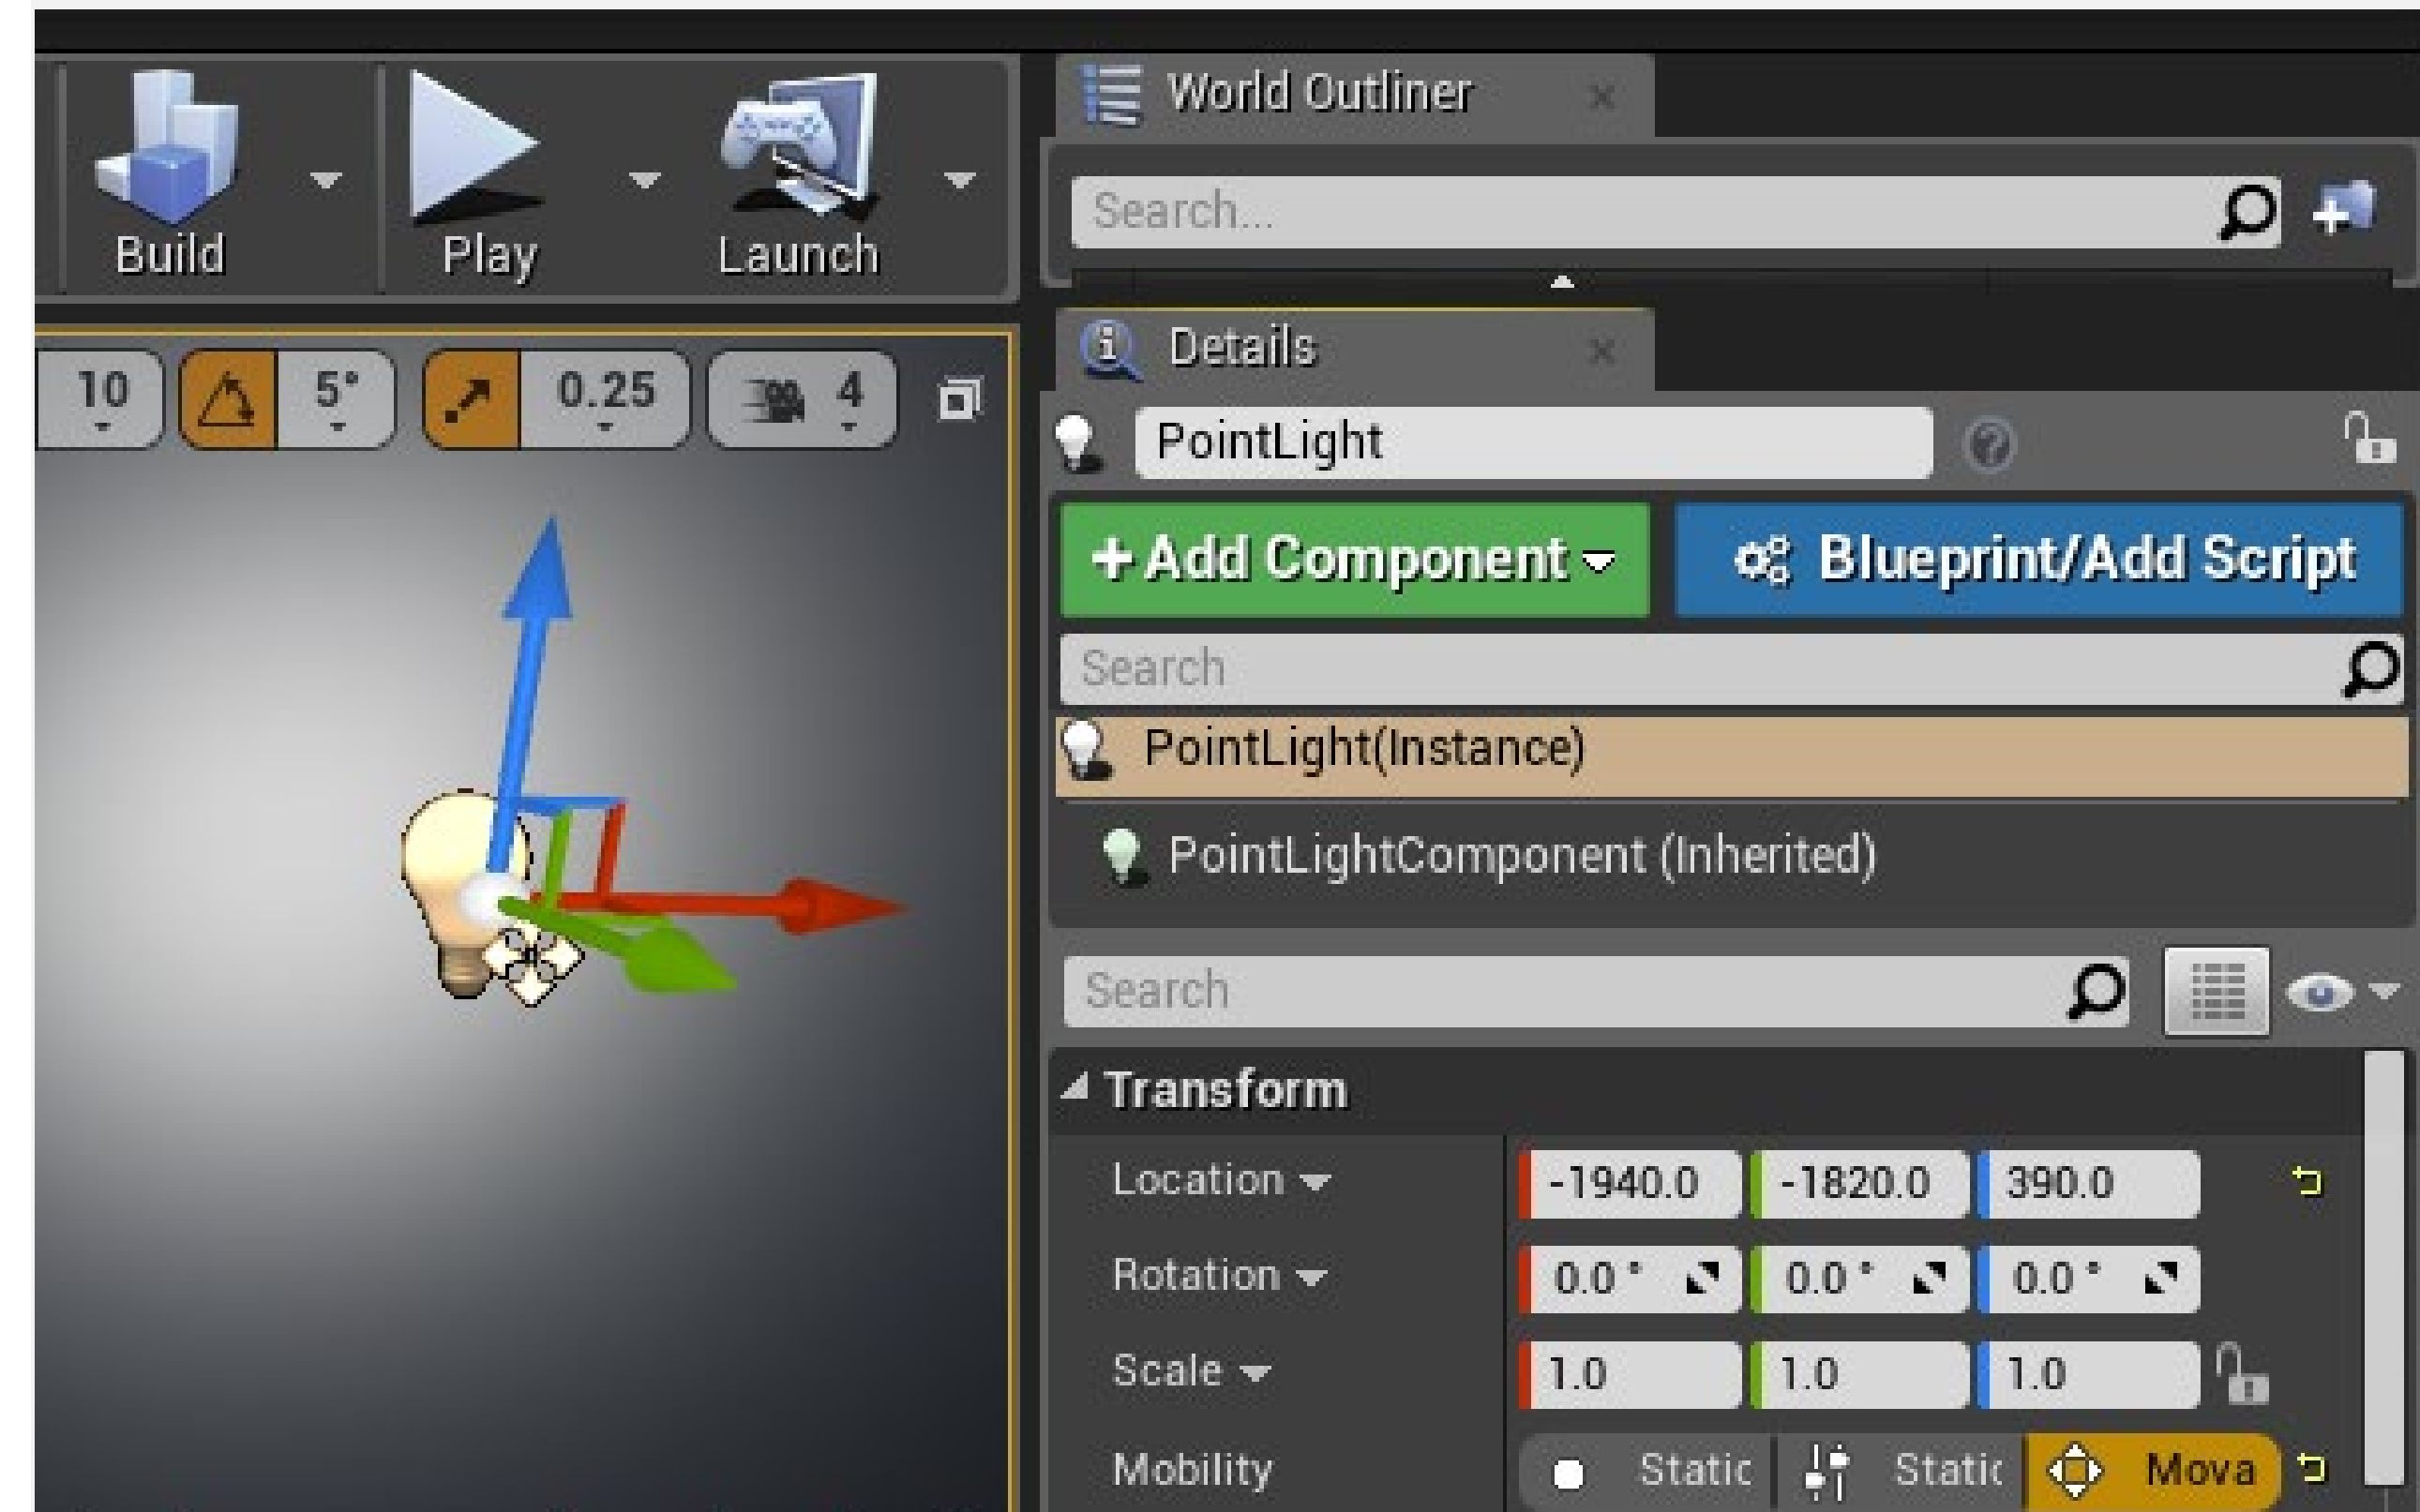 Build
Play
Launch
World Outliner
Search...
10
5°
0.25
4
Details
PointLight
+ Add Component
Blueprint/Add Script
Search
PointLight(Instance)
PointLightComponent (Inherited)
Search
Transform
Location -1940.0 -1820.0 390.0
Rotation 0.0 ° 0.0 ° 0.0 °
Scale 1.0 1.0 1.0
Mobility Static Static Mova